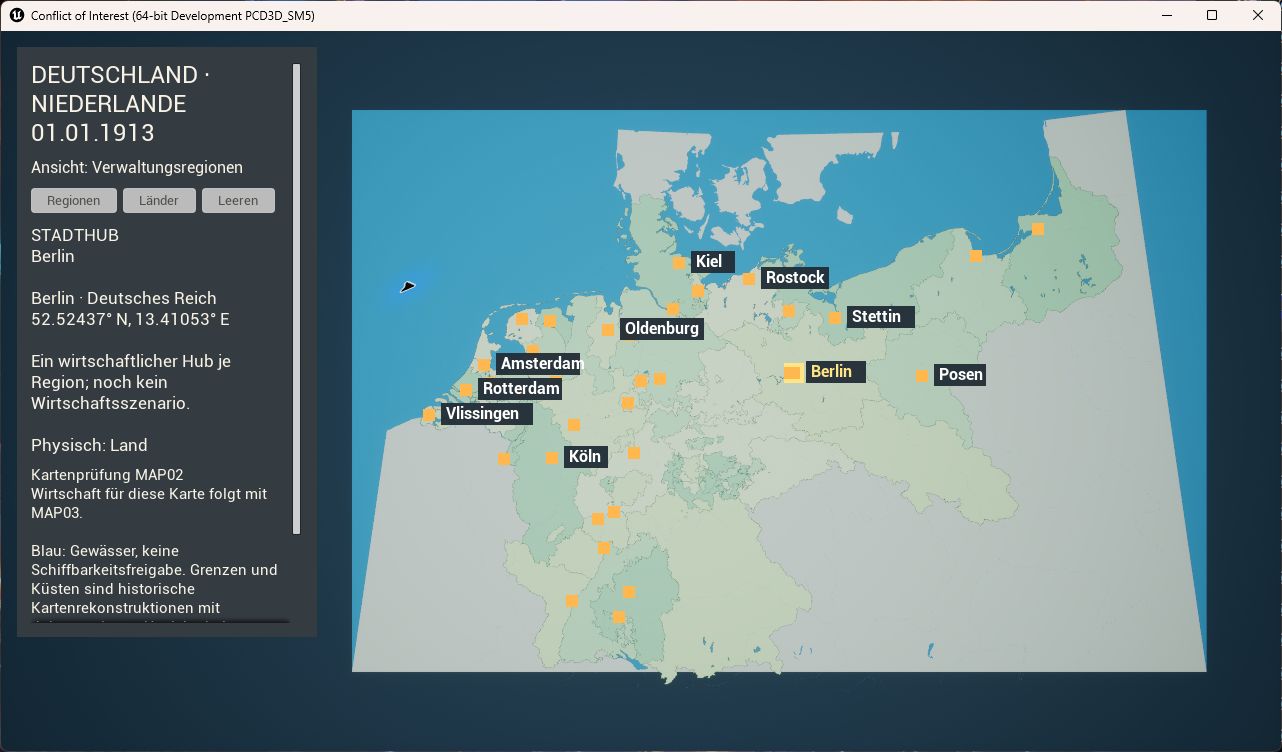 Conflict of Interest (64-bit Development PCD3D_SM5)
DEUTSCHLAND ·
NIEDERLANDE
01.01.1913
Ansicht: Verwaltungsregionen
Regionen
Länder
Leeren
STADTHUB
Berlin
Berlin · Deutsches Reich
52.52437° N, 13.41053° E
Ein wirtschaftlicher Hub je
Region; noch kein
Wirtschaftsszenario.
Physisch: Land
Kartenprüfung MAP02
Wirtschaft für diese Karte folgt mit
MAP03.
Blau: Gewässer, keine
Schiffbarkeitsfreigabe. Grenzen und
Küsten sind historische
Kartenrekonstruktionen mit
Kiel
Rostock
Stettin
Oldenburg
Amsterdam
Berlin
Posen
Rotterdam
Vlissingen
Köln